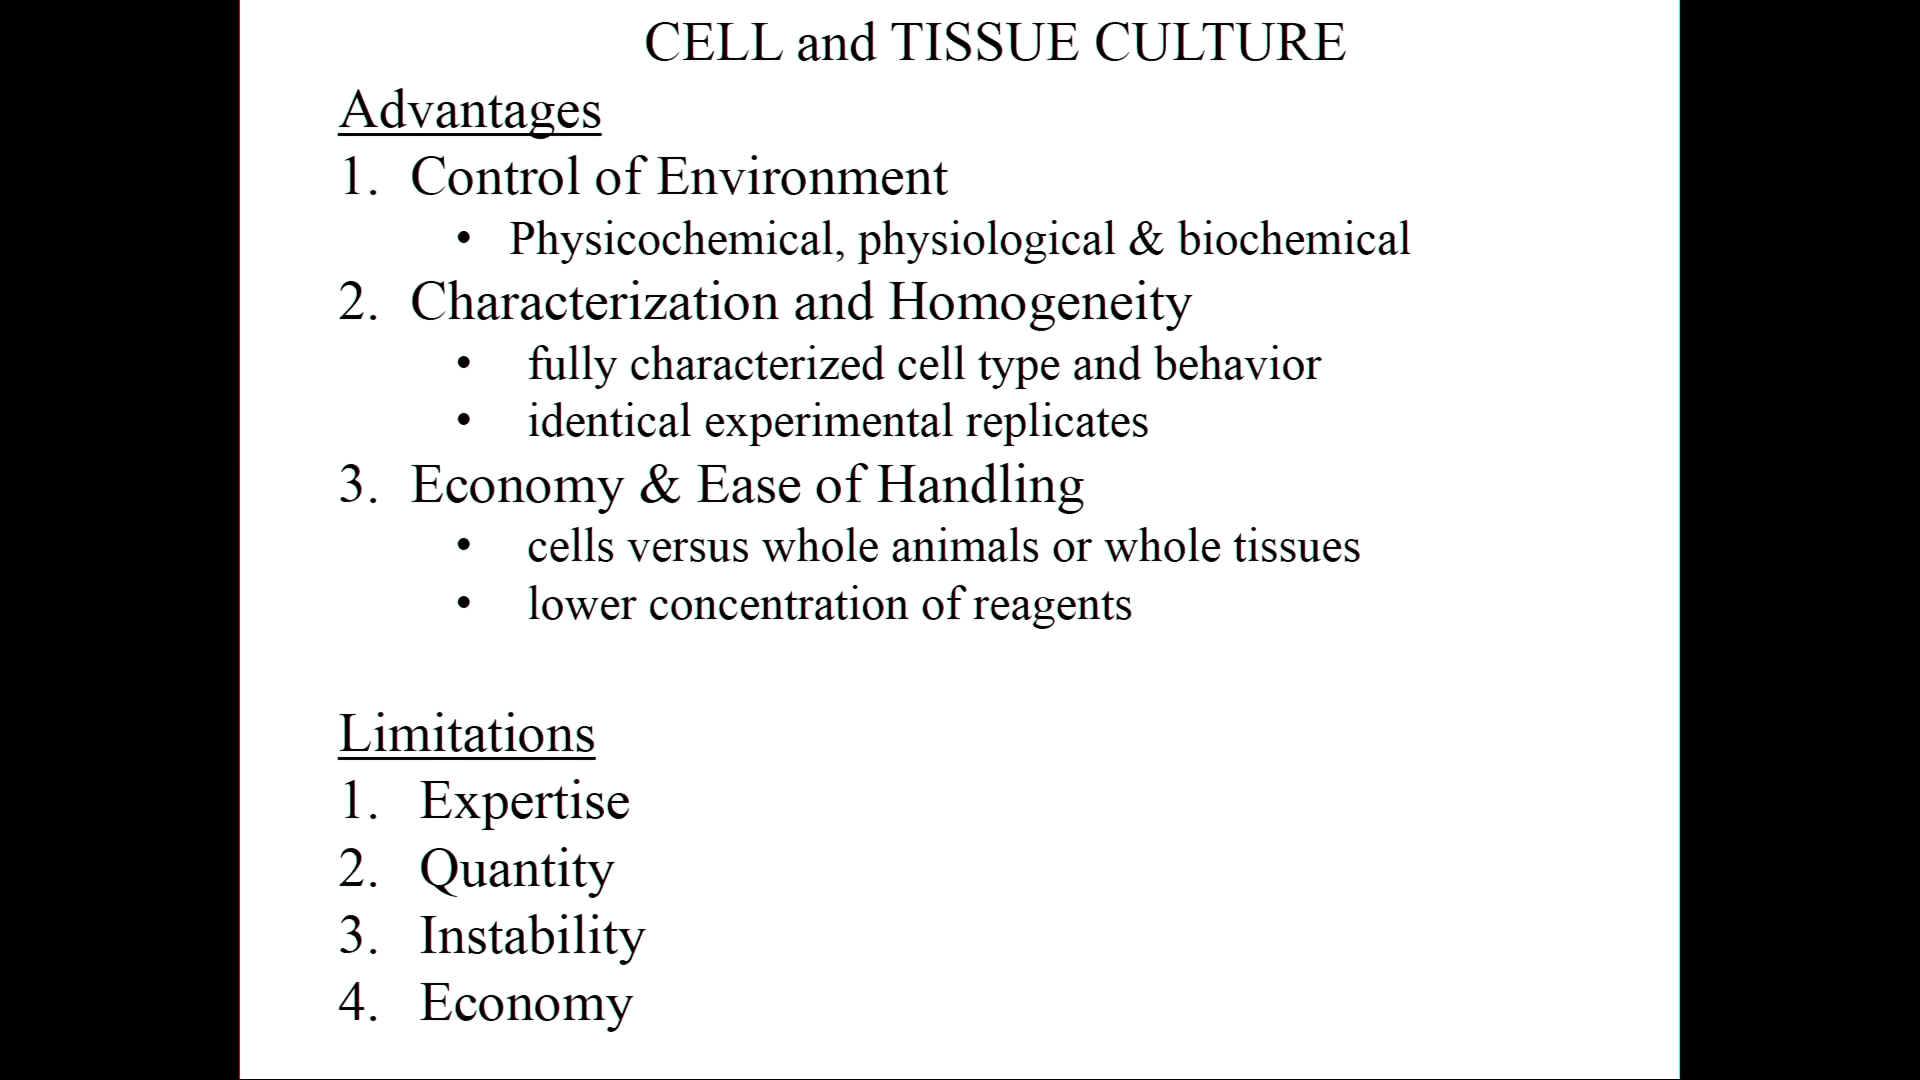 CELL and TISSUE CULTURE
Advantages
1. Control of Environment
• Physicochemical, physiological & biochemical
2. Characterization and Homogeneity
• fully characterized cell type and behavior
• identical experimental replicates
3. Economy & Ease of Handling
• cells versus whole animals or whole tissues
• lower concentration of reagents
Limitations
1. Expertise
2. Quantity
3. Instability
4. Economy